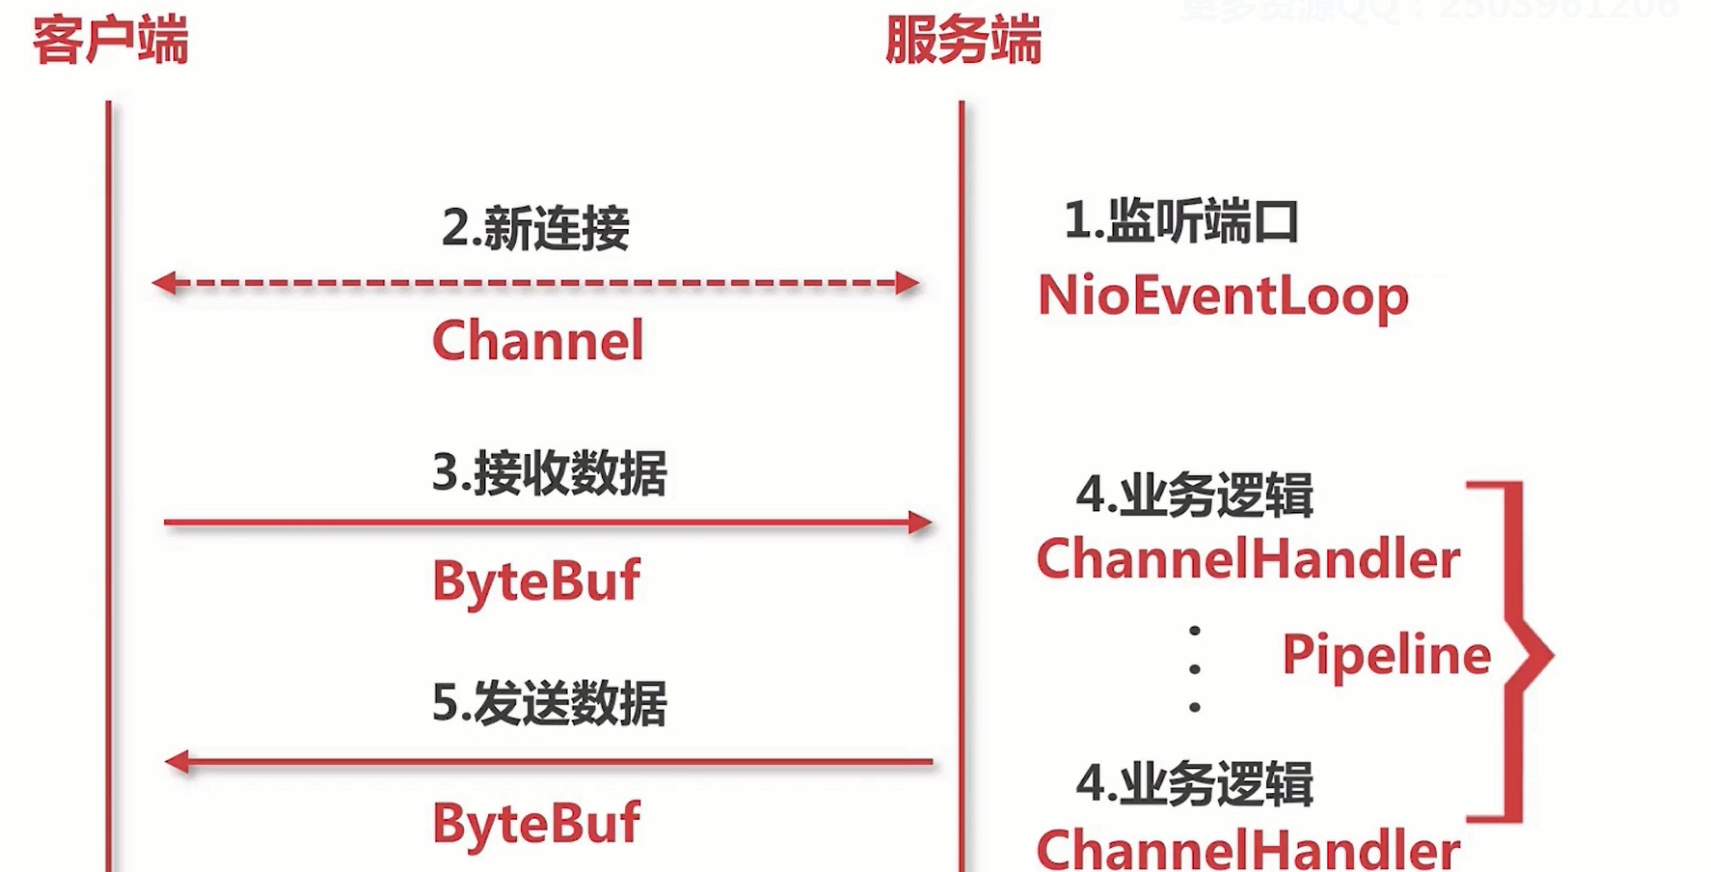 更多资源QQ：2503961206
客户端
服务端
2.新连接
Channel
1.监听端口
NioEventLoop
3.接收数据
ByteBuf
4.业务逻辑
ChannelHandler
Pipeline
5.发送数据
ByteBuf
4.业务逻辑
ChannelHandler